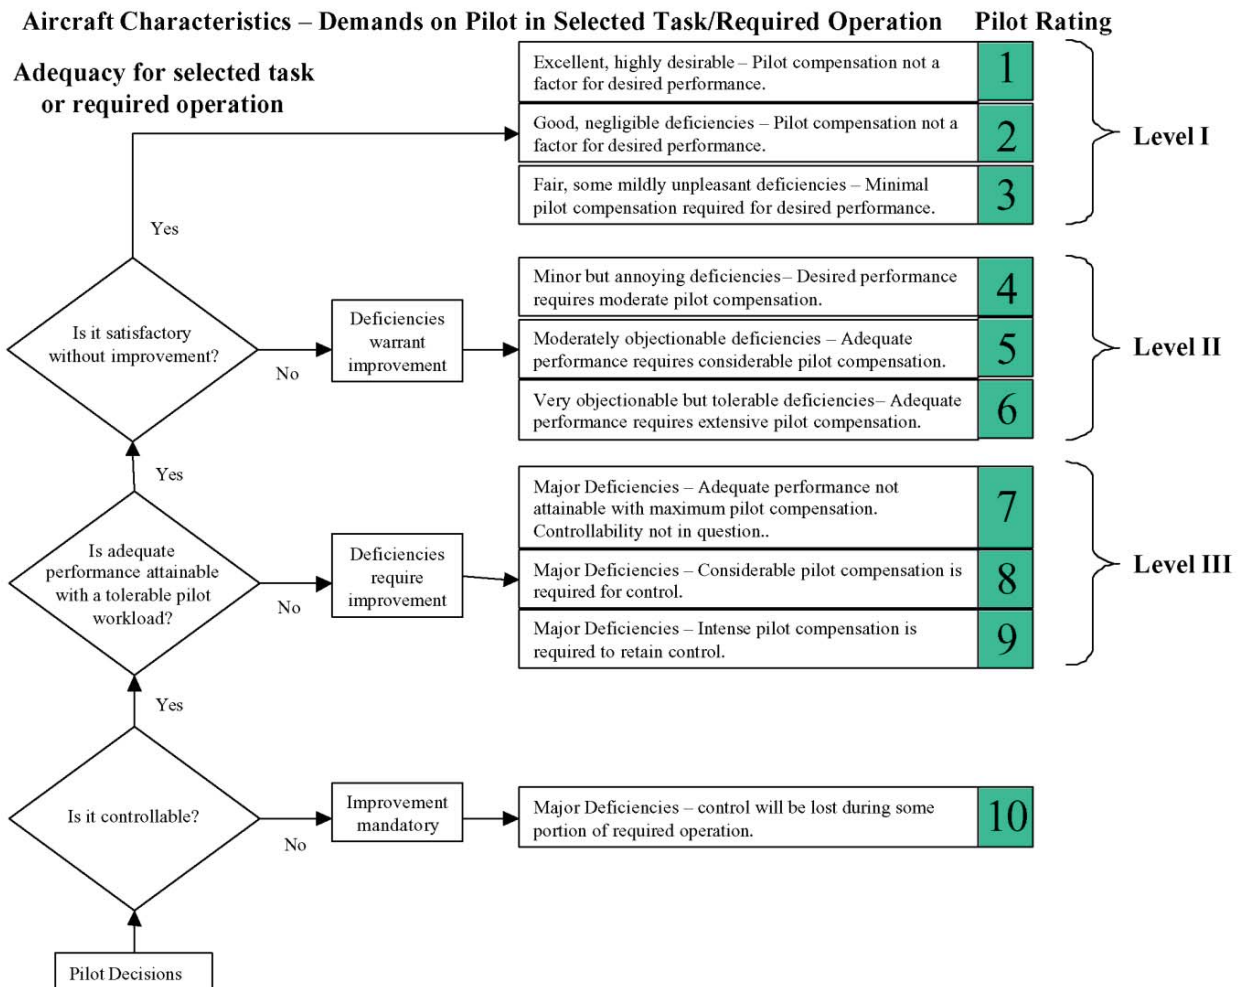 Aircraft Characteristics – Demands on Pilot in Selected Task/Required Operation Pilot Rating
Adequacy for selected task
or required operation
Excellent, highly desirable – Pilot compensation not a
factor for desired performance.
1
Good, negligible deficiencies – Pilot compensation not a
factor for desired performance.
2
Fair, some mildly unpleasant deficiencies – Minimal
pilot compensation required for desired performance.
3
Level I
Yes
Is it satisfactory
without improvement?
No
Deficiencies
warrant
improvement
Minor but annoying deficiencies– Desired performance
requires moderate pilot compensation.
4
Moderately objectionable deficiencies – Adequate
performance requires considerable pilot compensation.
5
Very objectionable but tolerable deficiencies– Adequate
performance requires extensive pilot compensation.
6
Level II
Yes
Is adequate
performance attainable
with a tolerable pilot
workload?
No
Deficiencies
require
improvement
Major Deficiencies – Adequate performance not
attainable with maximum pilot compensation.
Controllability not in question..
7
Major Deficiencies – Considerable pilot compensation is
required for control.
8
Major Deficiencies – Intense pilot compensation is
required to retain control.
9
Level III
Yes
Is it controllable?
No
Improvement
mandatory
Major Deficiencies – control will be lost during some
portion of required operation.
10
Pilot Decisions